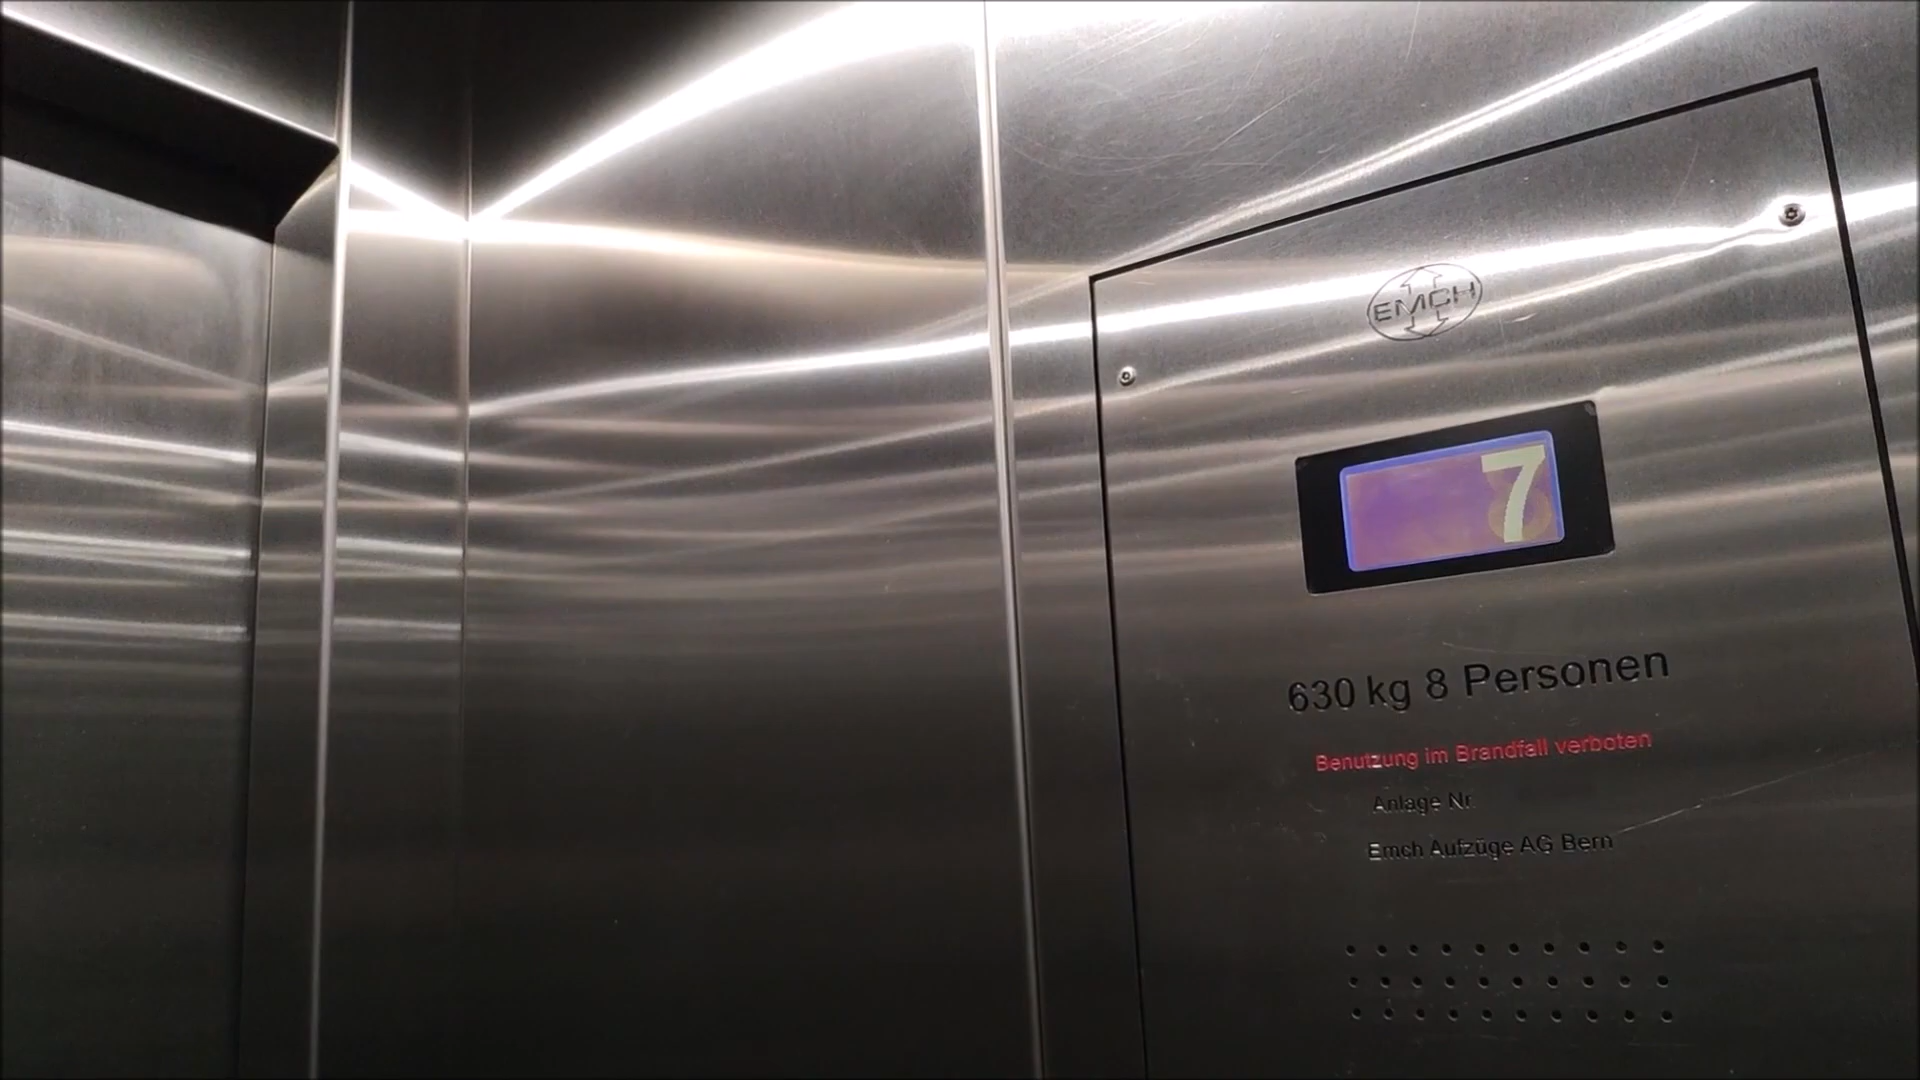 EMCH
7
630 kg 8 Personen
Benutzung im Brandfall verboten
Anlage Nr.
Emch Aufzüge AG Bern